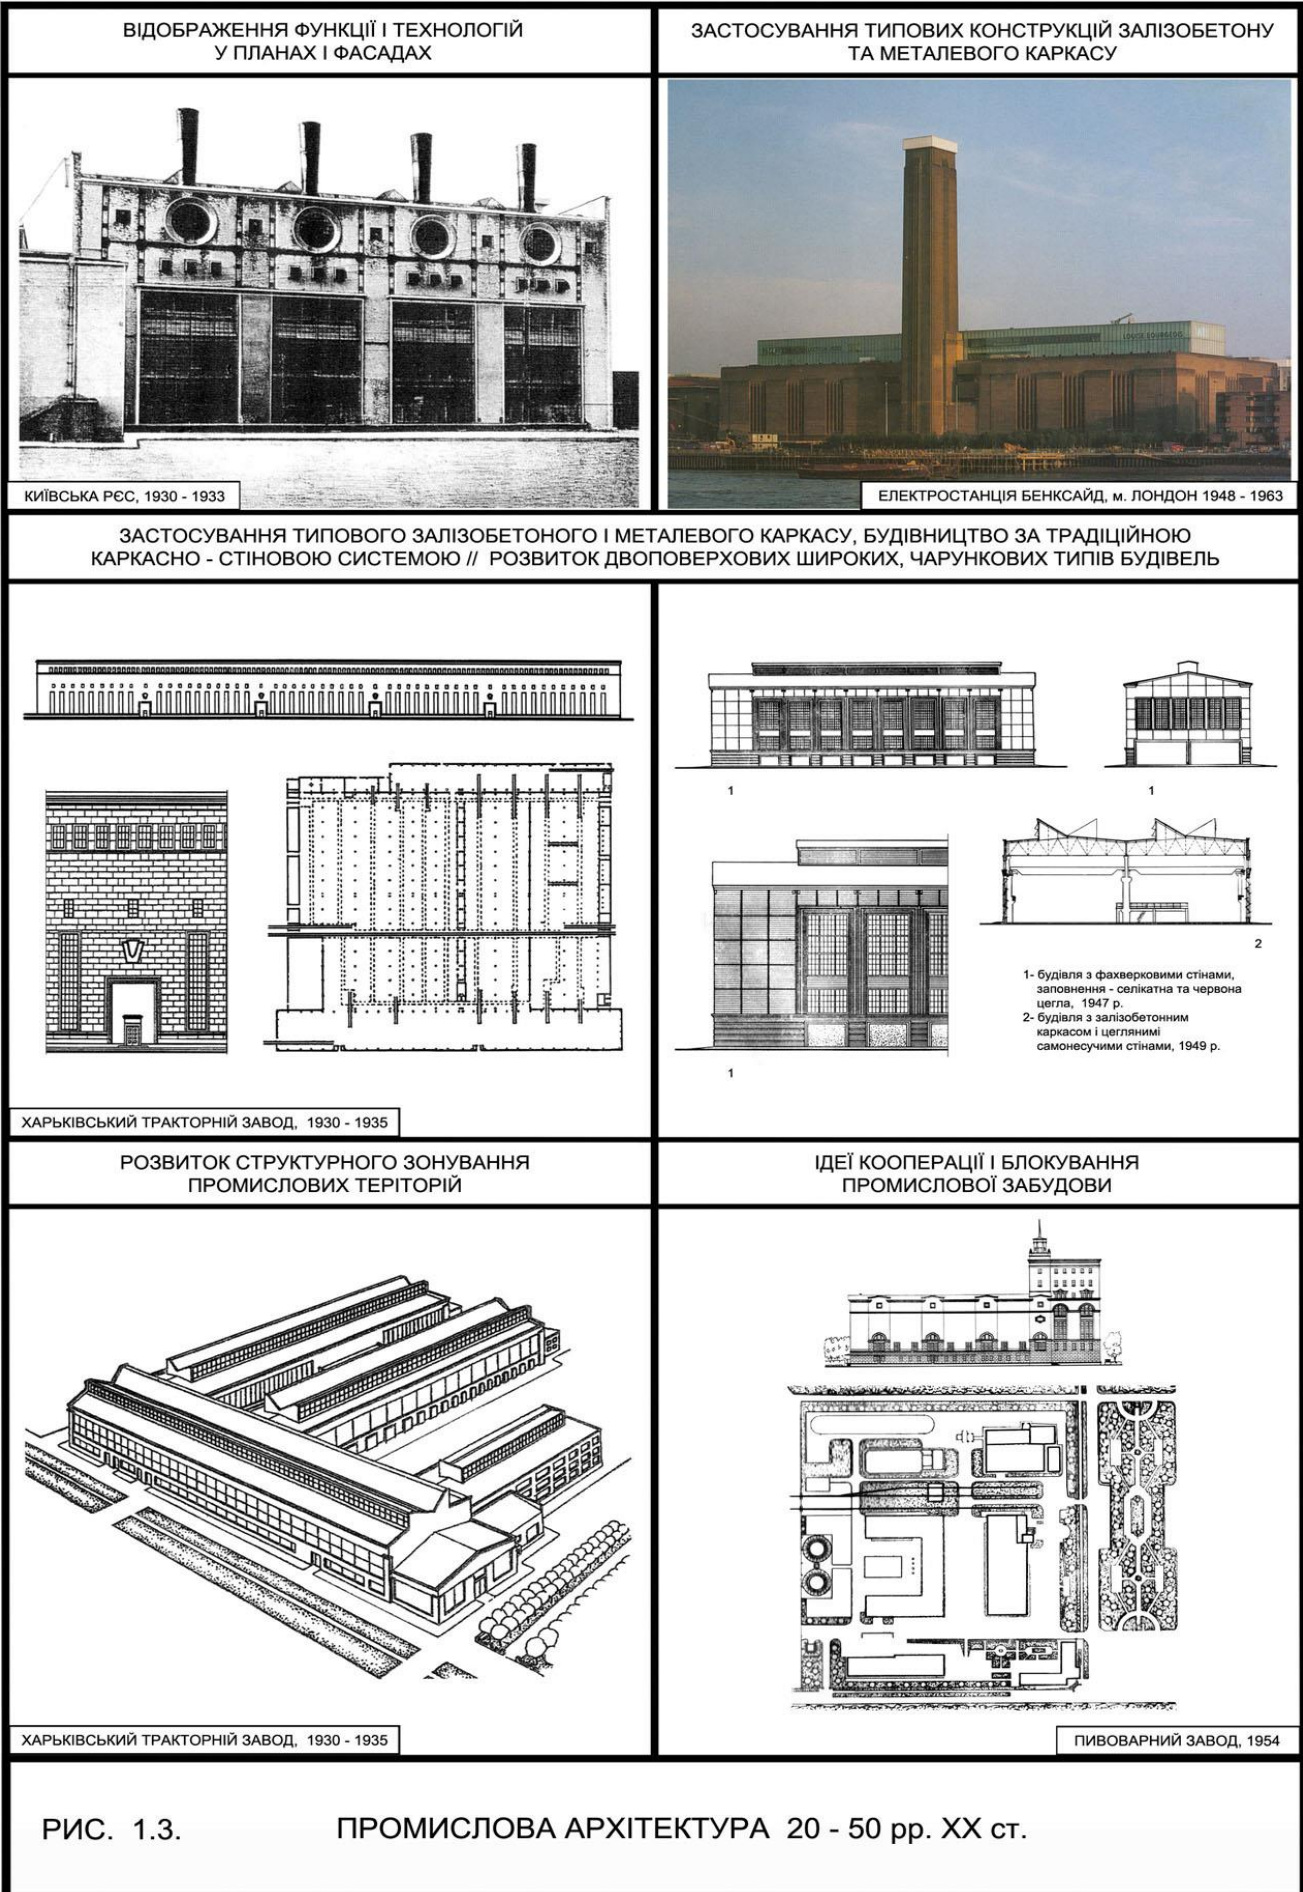 ВІДОБРАЖЕННЯ ФУНКЦІЇ І ТЕХНОЛОГІЙ
У ПЛАНАХ І ФАСАДАХ
ЗАСТОСУВАННЯ ТИПОВИХ КОНСТРУКЦІЙ ЗАЛІЗОБЕТОНУ
ТА МЕТАЛЕВОГО КАРКАСУ
LOUISE BOURGEOIS
КИЇВСЬКА РЄС, 1930 - 1933
ЕЛЕКТРОСТАНЦІЯ БЕНКСАЙД, м. ЛОНДОН 1948 - 1963
ЗАСТОСУВАННЯ ТИПОВОГО ЗАЛІЗОБЕТОНОГО І МЕТАЛЕВОГО КАРКАСУ, БУДІВНИЦТВО ЗА ТРАДІЦІЙНОЮ
КАРКАСНО - СТІНОВОЮ СИСТЕМОЮ // РОЗВИТОК ДВОПОВЕРХОВИХ ШИРОКИХ, ЧАРУНКОВИХ ТИПІВ БУДІВЕЛЬ
1
1
2
1- будівля з фахверковими стінами,
заповнення - селікатна та червона
цегла, 1947 р.
2- будівля з залізобетонним
каркасом і цегляними
самонесучими стінами, 1949 р.
1
ХАРЬКІВСЬКИЙ ТРАКТОРНІЙ ЗАВОД, 1930 - 1935
РОЗВИТОК СТРУКТУРНОГО ЗОНУВАННЯ
ПРОМИСЛОВИХ ТЕРІТОРІЙ
ІДЕЇ КООПЕРАЦІЇ І БЛОКУВАННЯ
ПРОМИСЛОВОЇ ЗАБУДОВИ
ХАРЬКІВСЬКИЙ ТРАКТОРНІЙ ЗАВОД, 1930 - 1935
ПИВОВАРНИЙ ЗАВОД, 1954
РИС. 1.3.
ПРОМИСЛОВА АРХІТЕКТУРА 20 - 50 рр. XX ст.